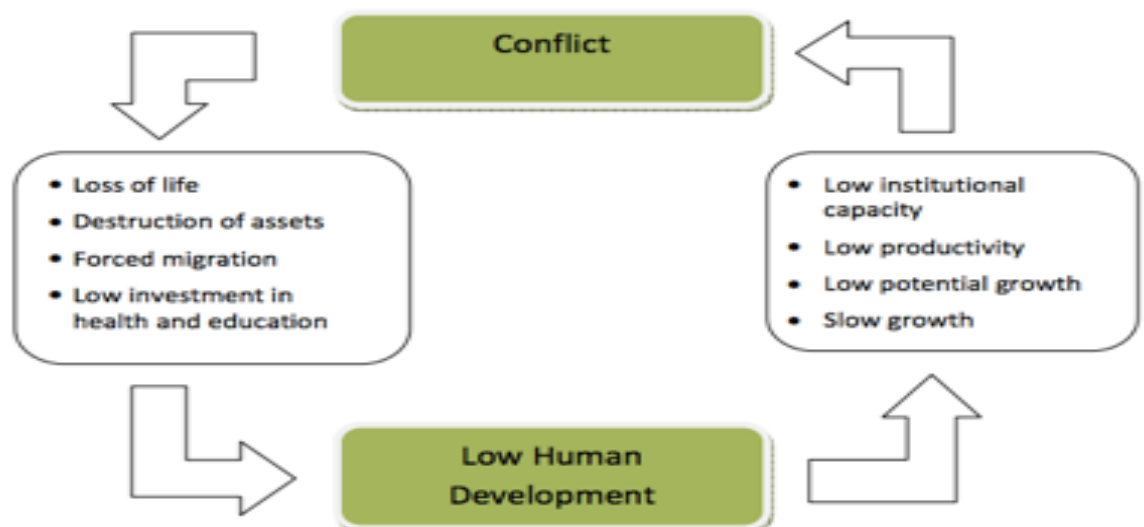 Conflict
• Loss of life
• Destruction of assets
• Forced migration
• Low investment in
health and education
• Low institutional
capacity
• Low productivity
• Low potential growth
• Slow growth
Low Human
Development